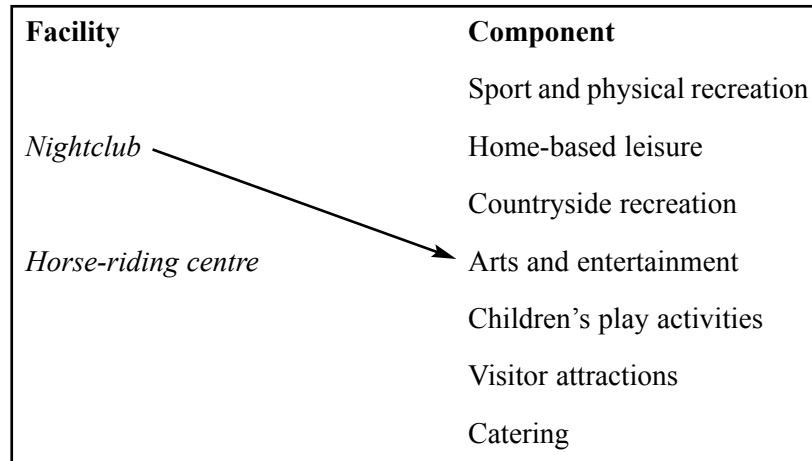 Facility Component
Sport and physical recreation
Nightclub Home-based leisure
Countryside recreation
Horse-riding centre Arts and entertainment
Children’s play activities
Visitor attractions
Catering